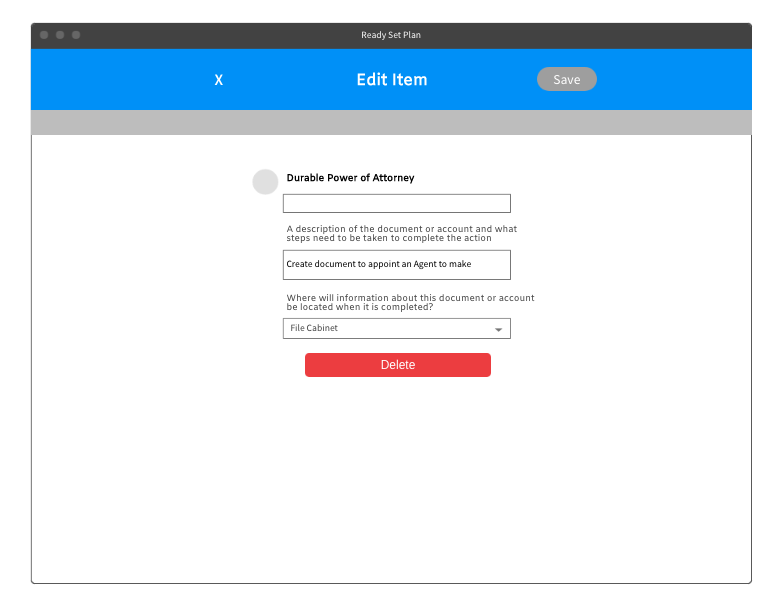 Ready Set Plan
X Edit Item Save
Durable Power of Attorney
A description of the document or account and what
steps need to be taken to complete the action
Create document to appoint an Agent to make
Where will information about this document or account
be located when it is completed?
File Cabinet
Delete